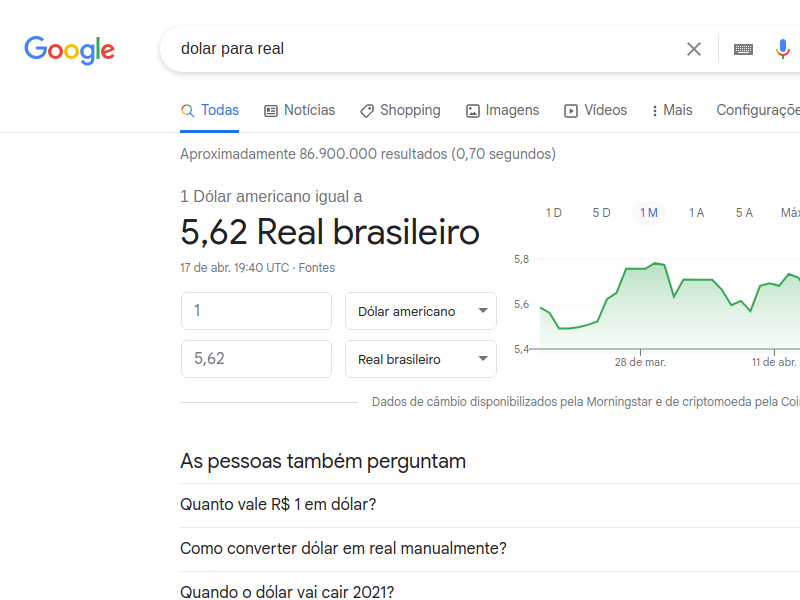 Google
dolar para real
Todas Notícias Shopping Imagens Vídeos Mais Configuraçõe
Aproximadamente 86.900.000 resultados (0,70 segundos)
1 Dólar americano igual a
5,62 Real brasileiro
17 de abr. 19:40 UTC · Fontes
1 Dólar americano
5,62 Real brasileiro
1 D 5 D 1 M 1 A 5 A Máx
5,8
5,6
5,4
28 de mar. 11 de abr.
Dados de câmbio disponibilizados pela Morningstar e de criptomoeda pela Coi
As pessoas também perguntam
Quanto vale R$ 1 em dólar?
Como converter dólar em real manualmente?
Quando o dólar vai cair 2021?